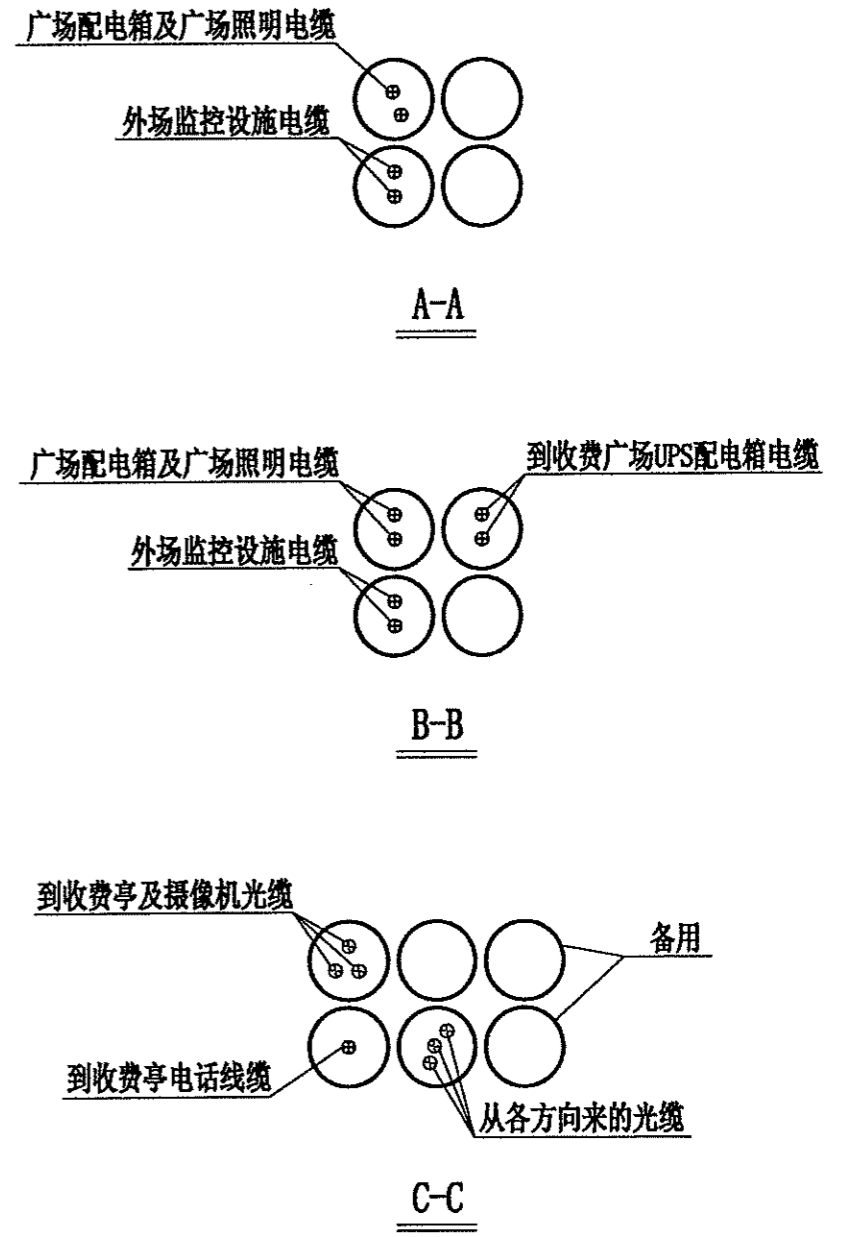 广场配电箱及广场照明电缆
外场监控设施电缆
A-A
广场配电箱及广场照明电缆
到收费广场UPS配电箱电缆
外场监控设施电缆
B-B
到收费亭及摄像机光缆
备用
到收费亭电话线缆
从各方向来的光缆
C-C